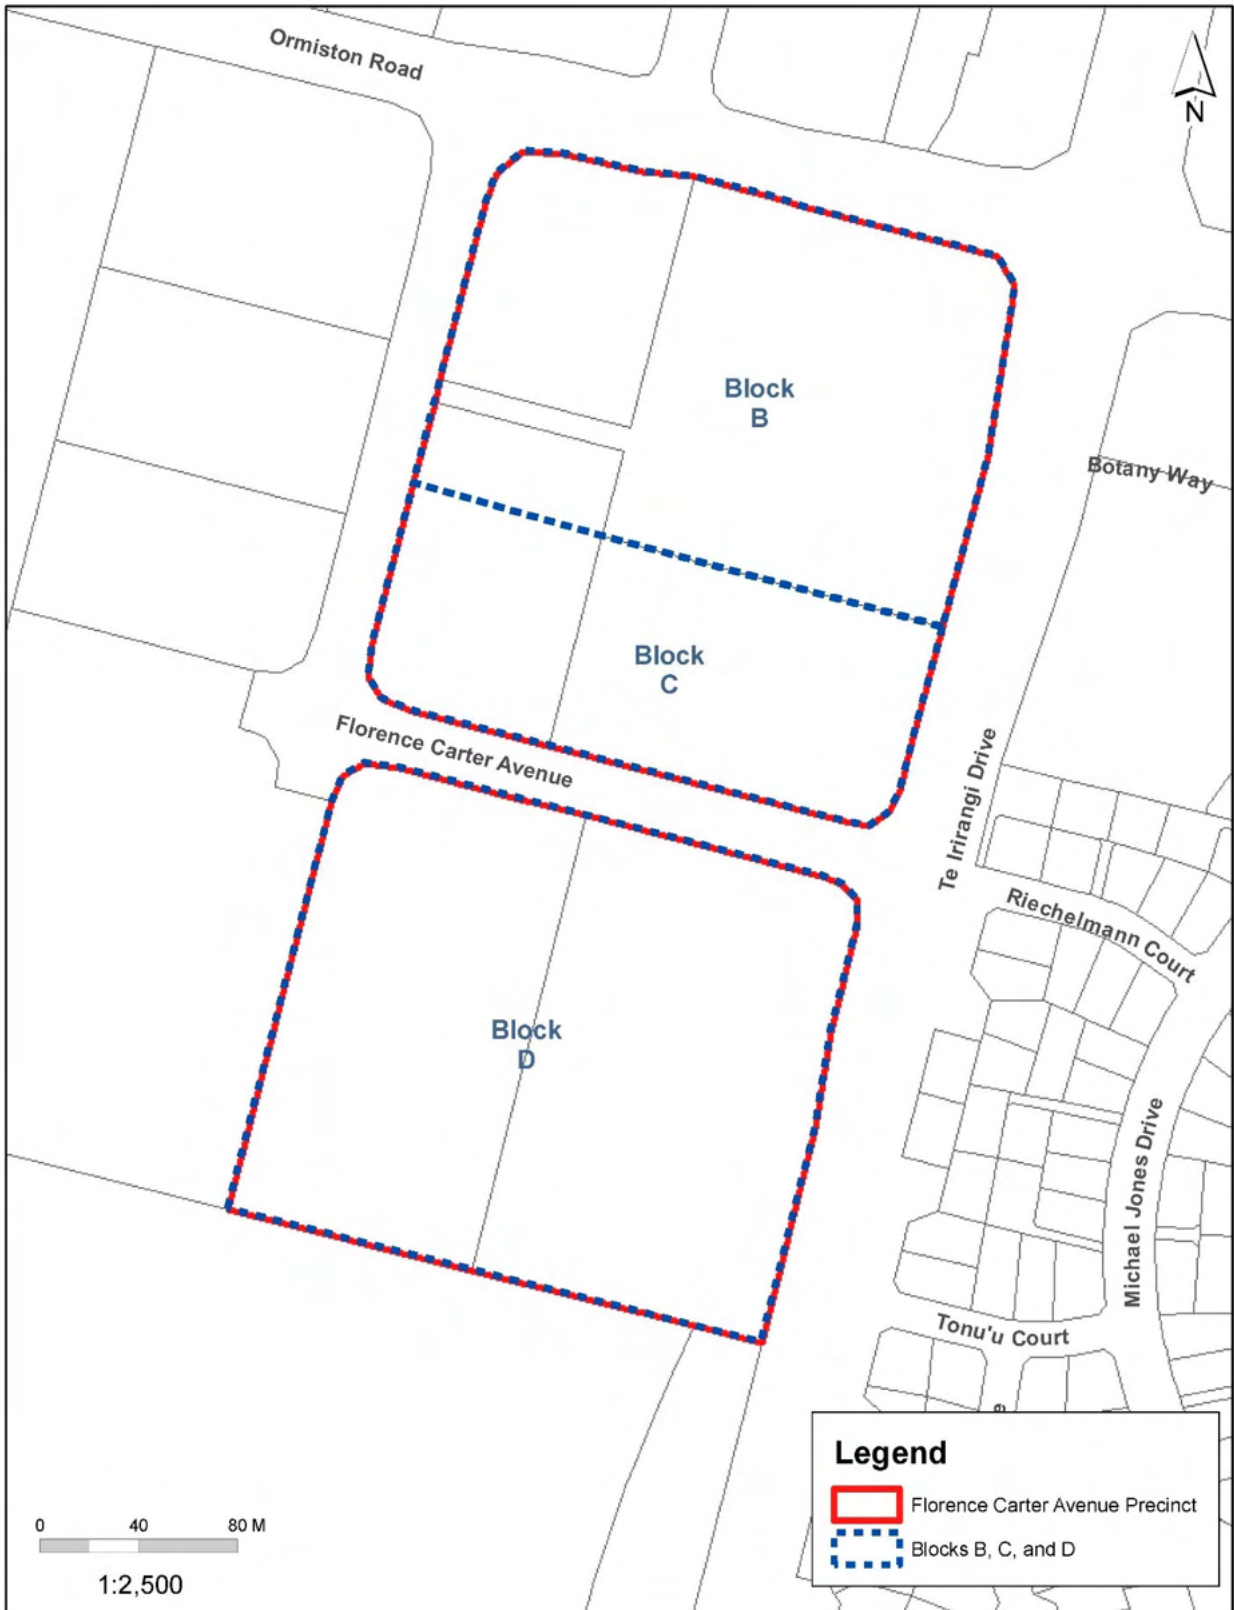 Ormiston Road
N
Block
B
Botany Way
Block
C
Florence Carter Avenue
Te Irirangi Drive
Riechelmann Court
Block
D
Michael Jones Drive
Tonu'u Court
e
Legend
Florence Carter Avenue Precinct
Blocks B, C, and D
0 40 80 M
1:2,500